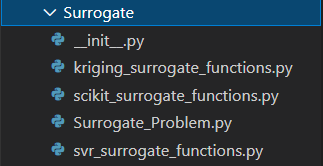 Surrogate
__init__.py
kriging_surrogate_functions.py
scikit_surrogate_functions.py
Surrogate_Problem.py
svr_surrogate_functions.py